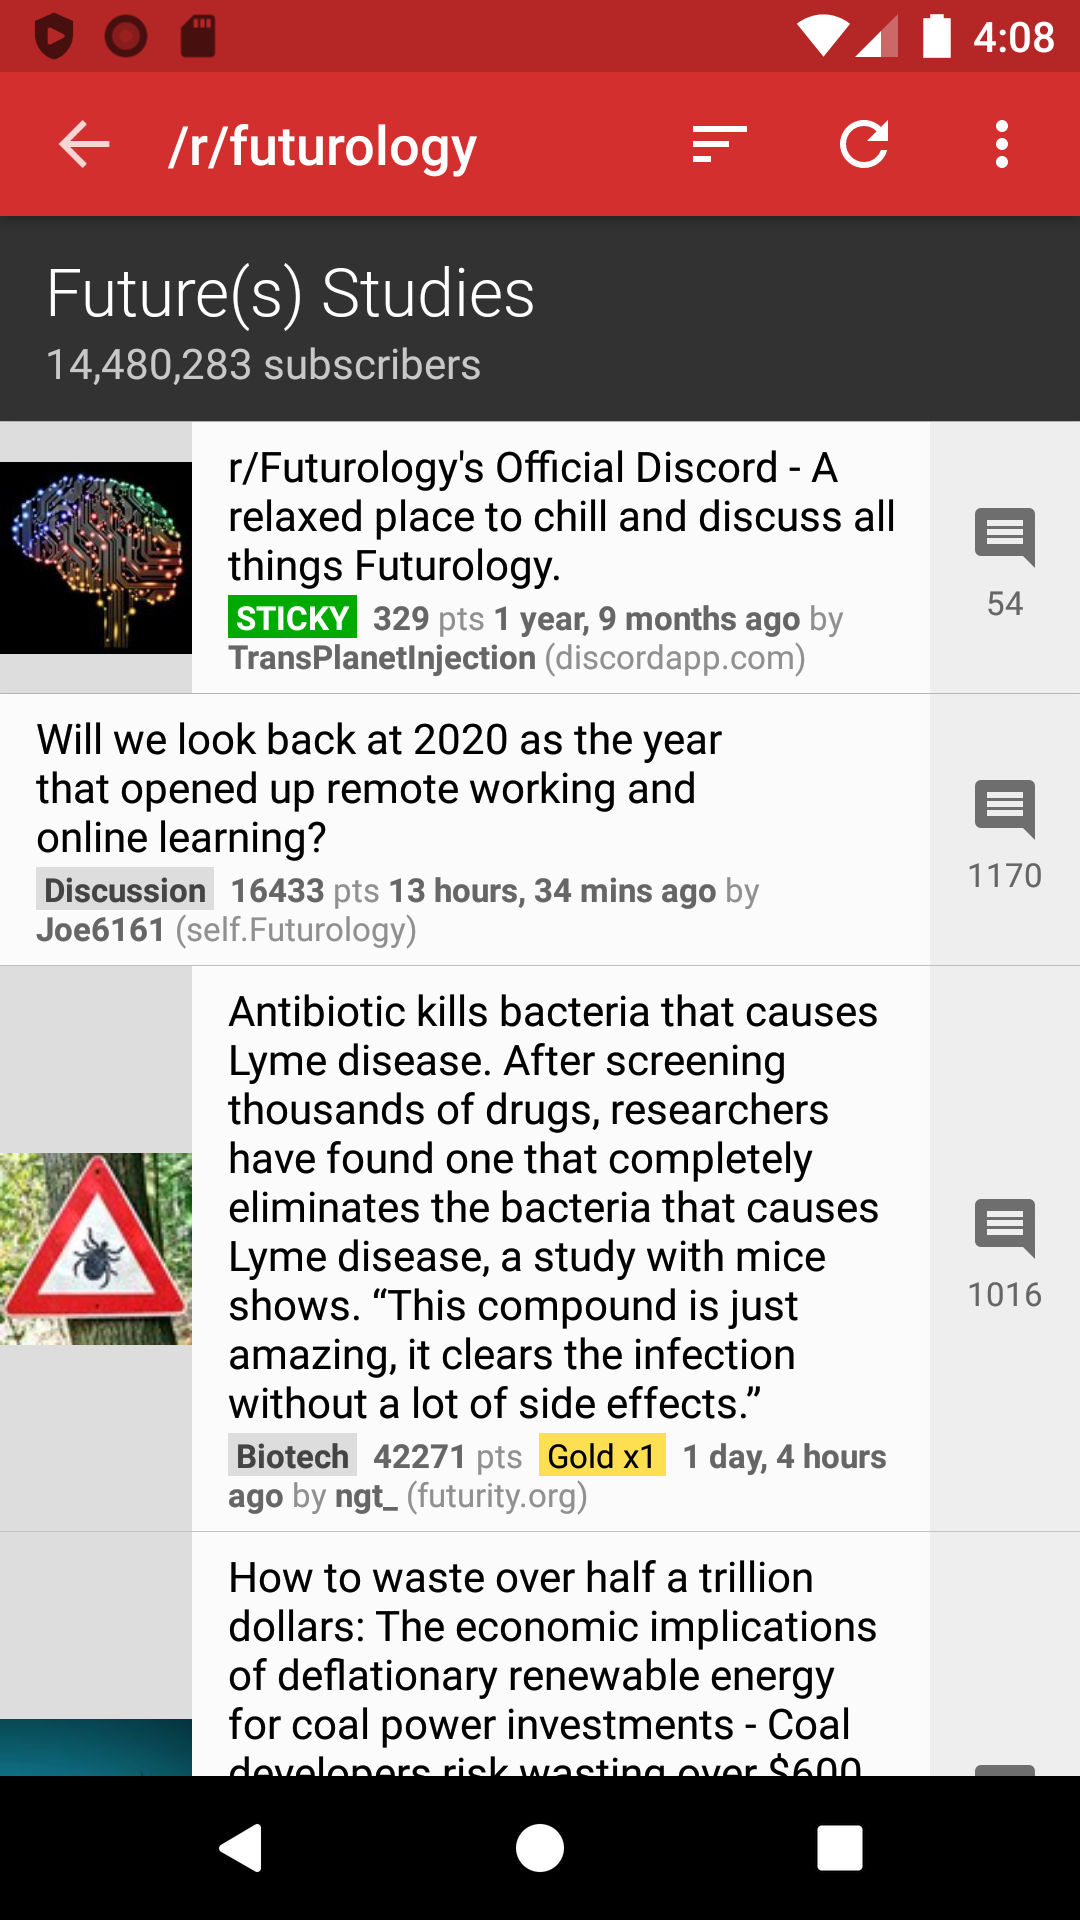 4:08
/r/futurology
Future(s) Studies
14,480,283 subscribers
r/Futurology's Official Discord - A
relaxed place to chill and discuss all
things Futurology.
STICKY 329 pts 1 year, 9 months ago by
TransPlanetInjection (discordapp.com)
54
Will we look back at 2020 as the year
that opened up remote working and
online learning?
Discussion 16433 pts 13 hours, 34 mins ago by
Joe6161 (self.Futurology)
1170
Antibiotic kills bacteria that causes
Lyme disease. After screening
thousands of drugs, researchers
have found one that completely
eliminates the bacteria that causes
Lyme disease, a study with mice
shows. “This compound is just
amazing, it clears the infection
without a lot of side effects.”
Biotech 42271 pts Gold x1 1 day, 4 hours
ago by ngt_ (futurity.org)
1016
How to waste over half a trillion
dollars: The economic implications
of deflationary renewable energy
for coal power investments - Coal
developers risk wasting over $600